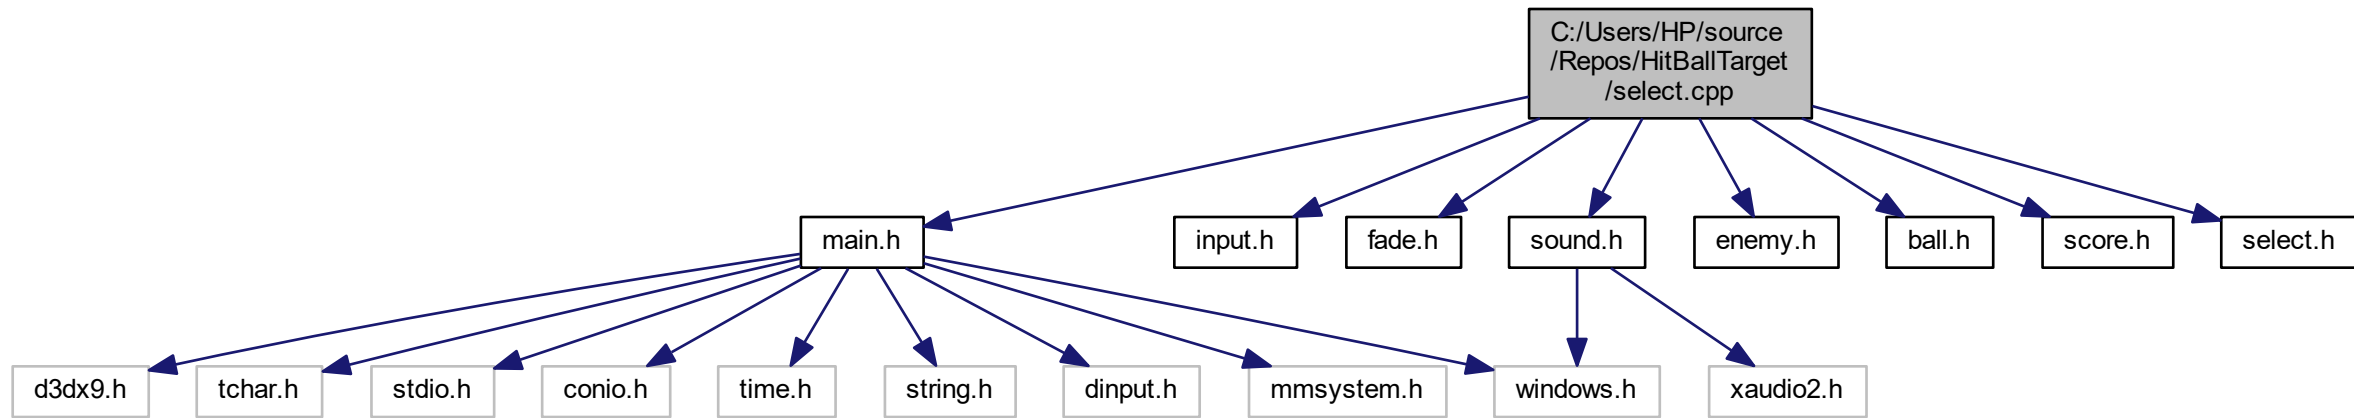 C:/Users/HP/source
/Repos/HitBallTarget
/select.cpp
main.h
input.h
fade.h
sound.h
enemy.h
ball.h
score.h
select.h
d3dx9.h
tchar.h
stdio.h
conio.h
time.h
string.h
dinput.h
mmsystem.h
windows.h
xaudio2.h